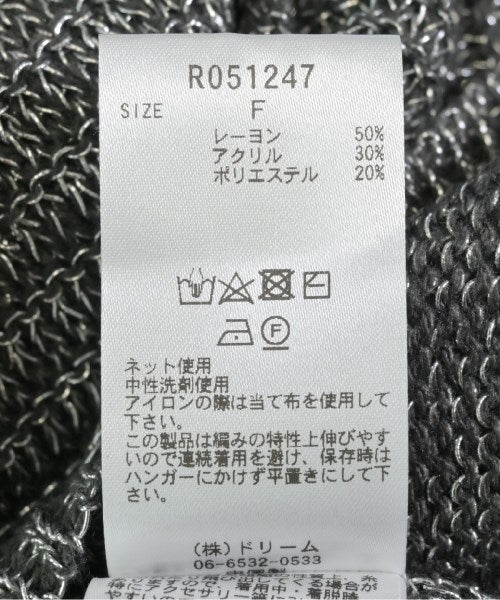 R051247
SIZE F
レーヨン 50%
アクリル 30%
ポリエステル 20%
F
ネット使用
中性洗剤使用
アイロンの際は当て布を使用して
下さい。
この製品は編みの特性上伸びやす
いので連続着用を避け、保存時は
ハンガーにかけず平置きにして下
さい。
(株)ドリーム
06-6532-0533